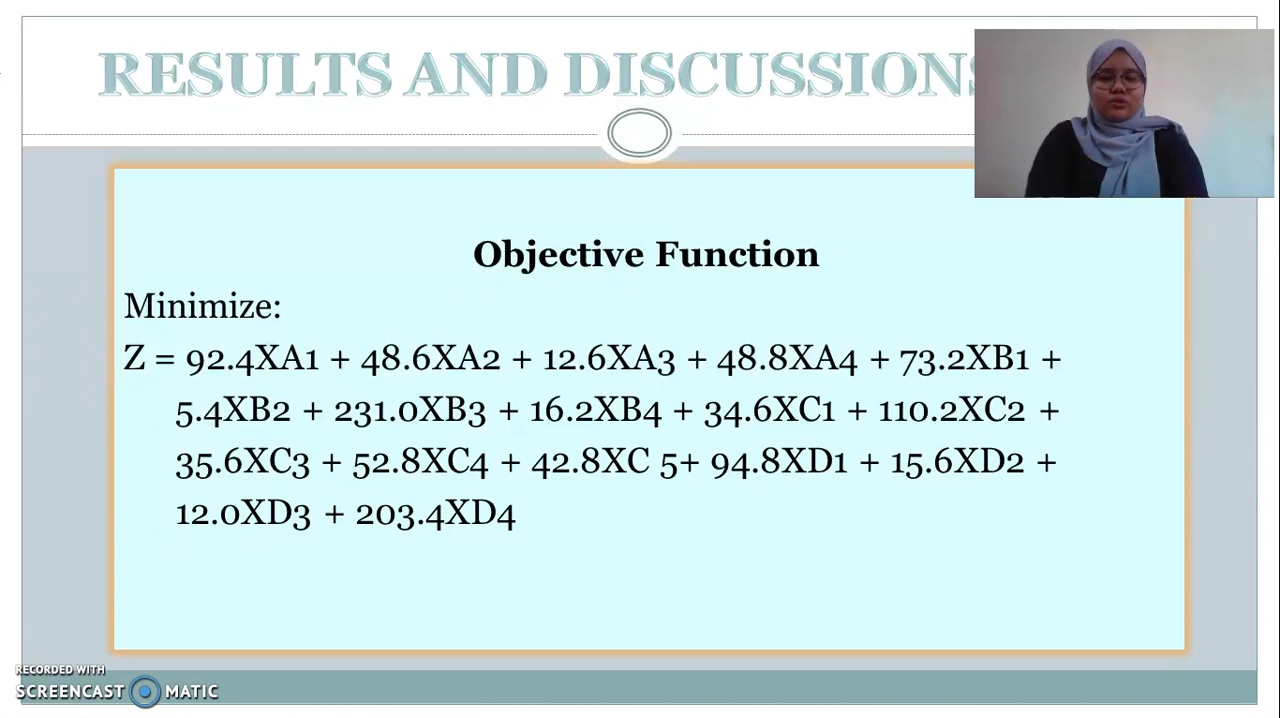 RESULTS AND DISCUSSIONS
Objective Function
Minimize:
Z = 92.4XA1 + 48.6XA2 + 12.6XA3 + 48.8XA4 + 73.2XB1 +
5.4XB2 + 231.0XB3 + 16.2XB4 + 34.6XC1 + 110.2XC2 +
35.6XC3 + 52.8XC4 + 42.8XC 5+ 94.8XD1 + 15.6XD2 +
12.0XD3 + 203.4XD4
RECORDED WITH
SCREENCAST MATIC